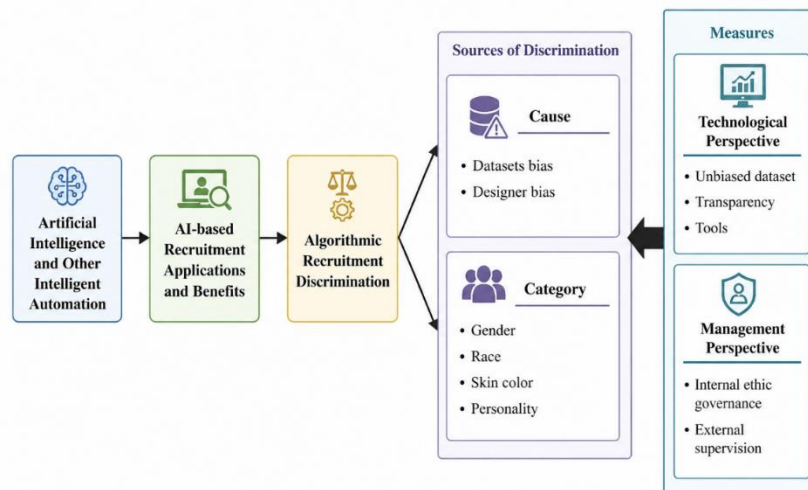 Artificial
Intelligence
and Other
Intelligent
Automation
AI-based
Recruitment
Applications
and Benefits
Algorithmic
Recruitment
Discrimination
Sources of Discrimination
Cause
• Datasets bias
• Designer bias
Category
• Gender
• Race
• Skin color
• Personality
Measures
Technological
Perspective
• Unbiased dataset
• Transparency
• Tools
Management
Perspective
• Internal ethic
governance
• External
supervision